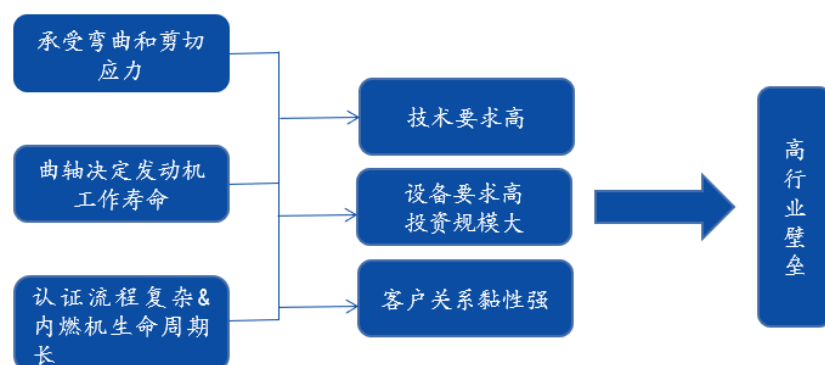 承受弯曲和剪切
应力
曲轴决定发动机
工作寿命
认证流程复杂&
内燃机生命周期
长
技术要求高
设备要求高
投资规模大
客户关系黏性强
高
行
业
壁
垒